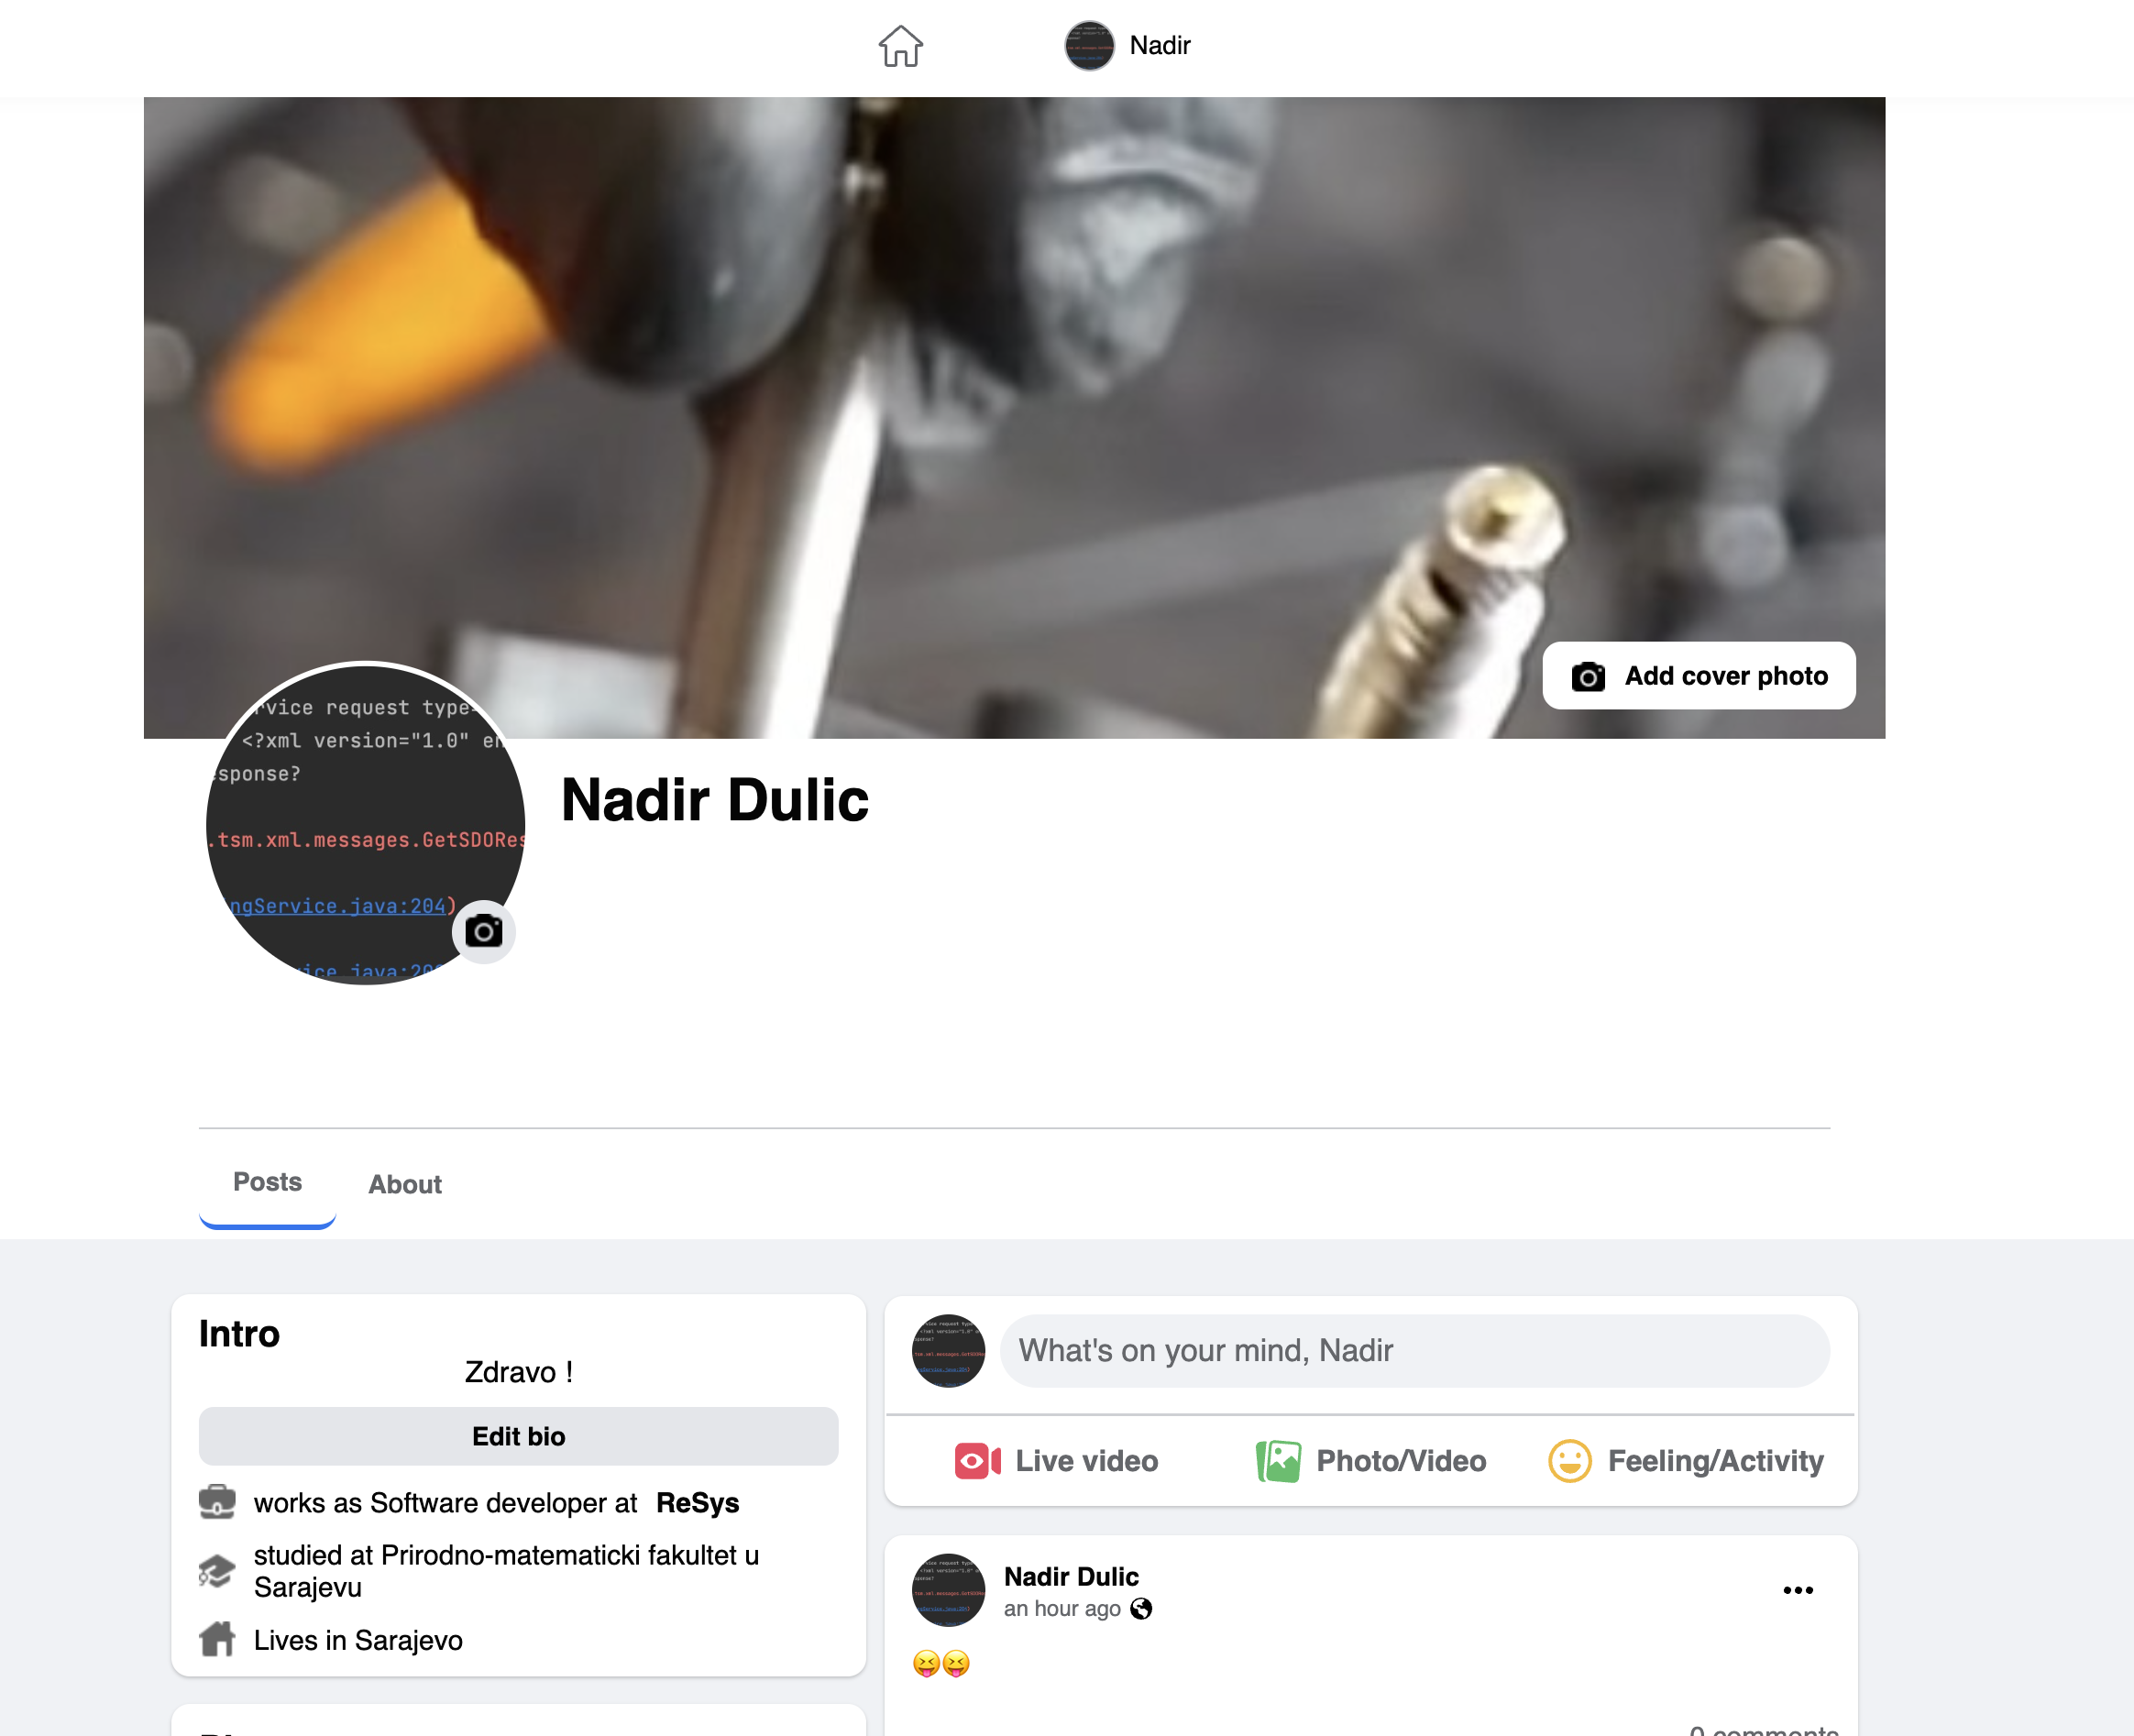 Nadir
Add cover photo
rvice request type=
<?xml version="1.0" en
sponse?
.tsm.xml.messages.GetSDORes
ngService.java:204)
ice.java:20
Nadir Dulic
Posts
About
Intro
Zdravo !
Edit bio
works as Software developer at ReSys
studied at Prirodno-matematicki fakultet u
Sarajevu
Lives in Sarajevo
What's on your mind, Nadir
Live video
Photo/Video
Feeling/Activity
Nadir Dulic
an hour ago
😝😝
0 comments